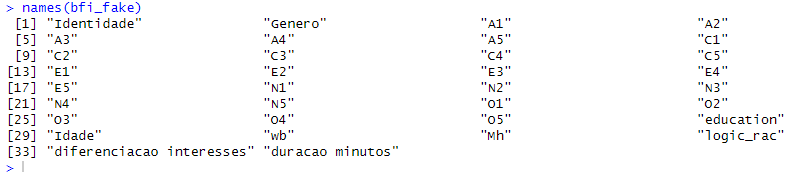 > names(bfi_fake)
 [1] "Identidade" "Genero" "A1" "A2"
 [5] "A3" "A4" "A5" "C1"
 [9] "C2" "C3" "C4" "C5"
[13] "E1" "E2" "E3" "E4"
[17] "E5" "N1" "N2" "N3"
[21] "N4" "N5" "O1" "O2"
[25] "O3" "O4" "O5" "education"
[29] "Idade" "wb" "Mh" "logic_rac"
[33] "diferenciacao interesses" "duracao minutos"
>